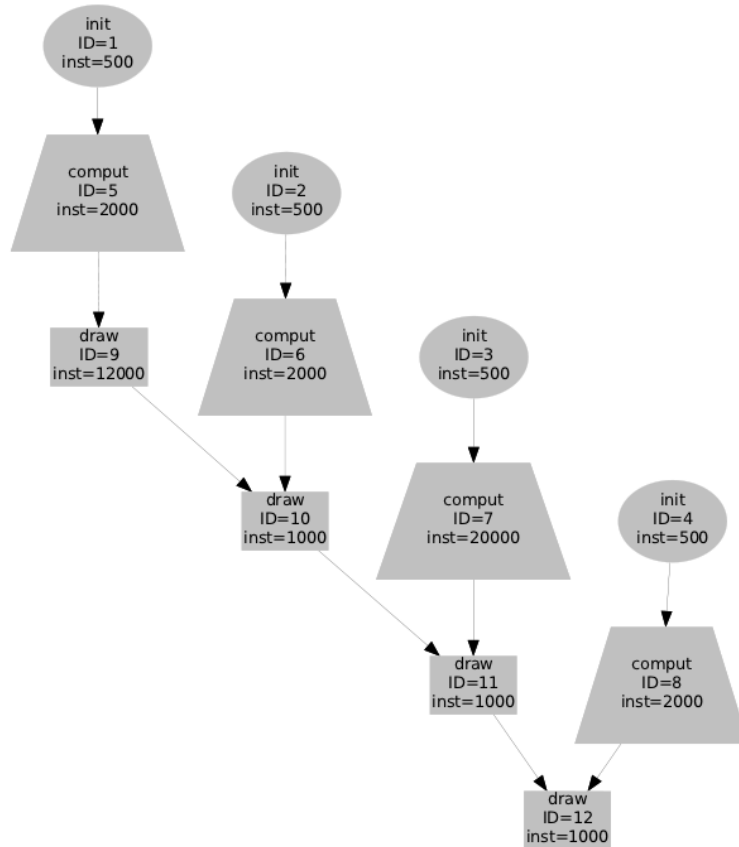 init
ID=1
inst=500
comput
ID=5
inst=2000
init
ID=2
inst=500
draw
ID=9
inst=12000
comput
ID=6
inst=2000
init
ID=3
inst=500
draw
ID=10
inst=1000
comput
ID=7
inst=20000
init
ID=4
inst=500
draw
ID=11
inst=1000
comput
ID=8
inst=2000
draw
ID=12
inst=1000